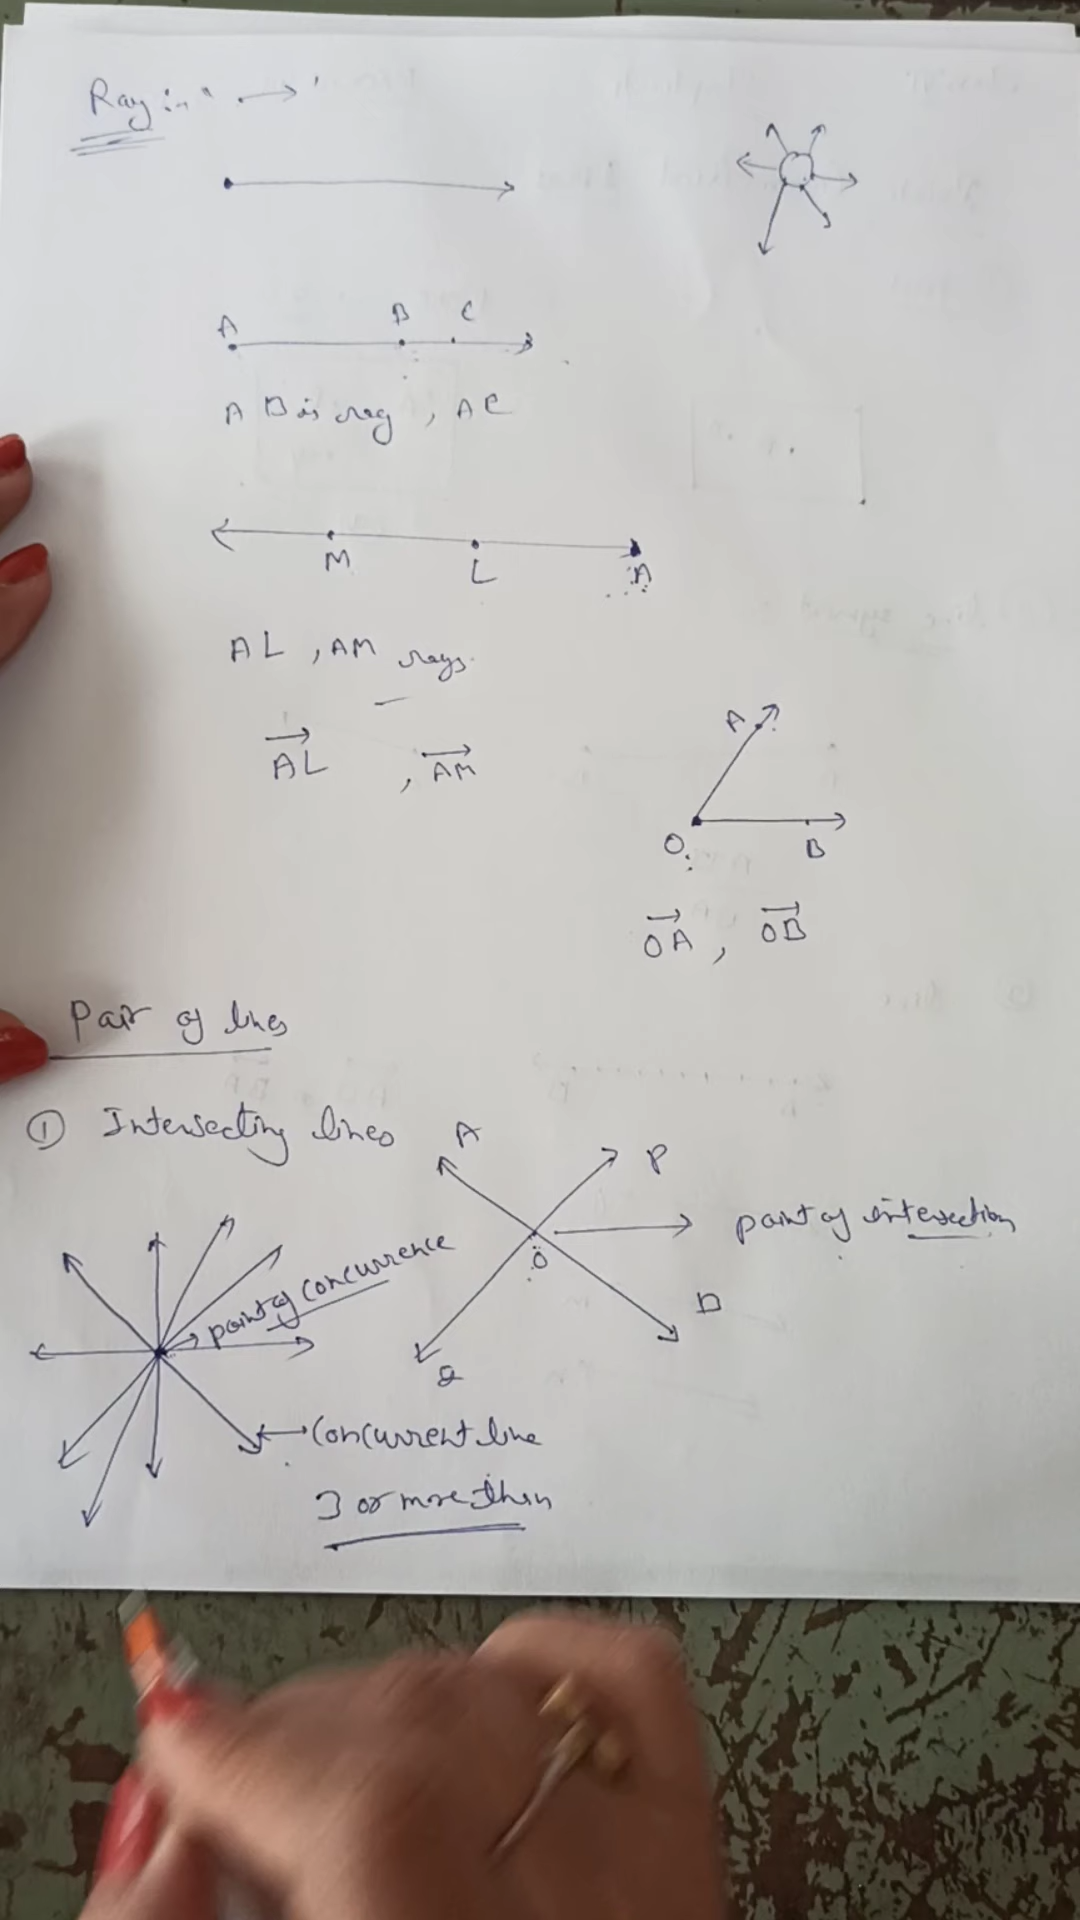 Ray
A B C
A B is ray , AC
M L A
AL , AM rays.
AL , AM
A
O B
OA , OB
Pair of lines
① Intersecting lines
A P
point of intersection
O
point of concurrence
D
Q
Concurrent line
3 or more than